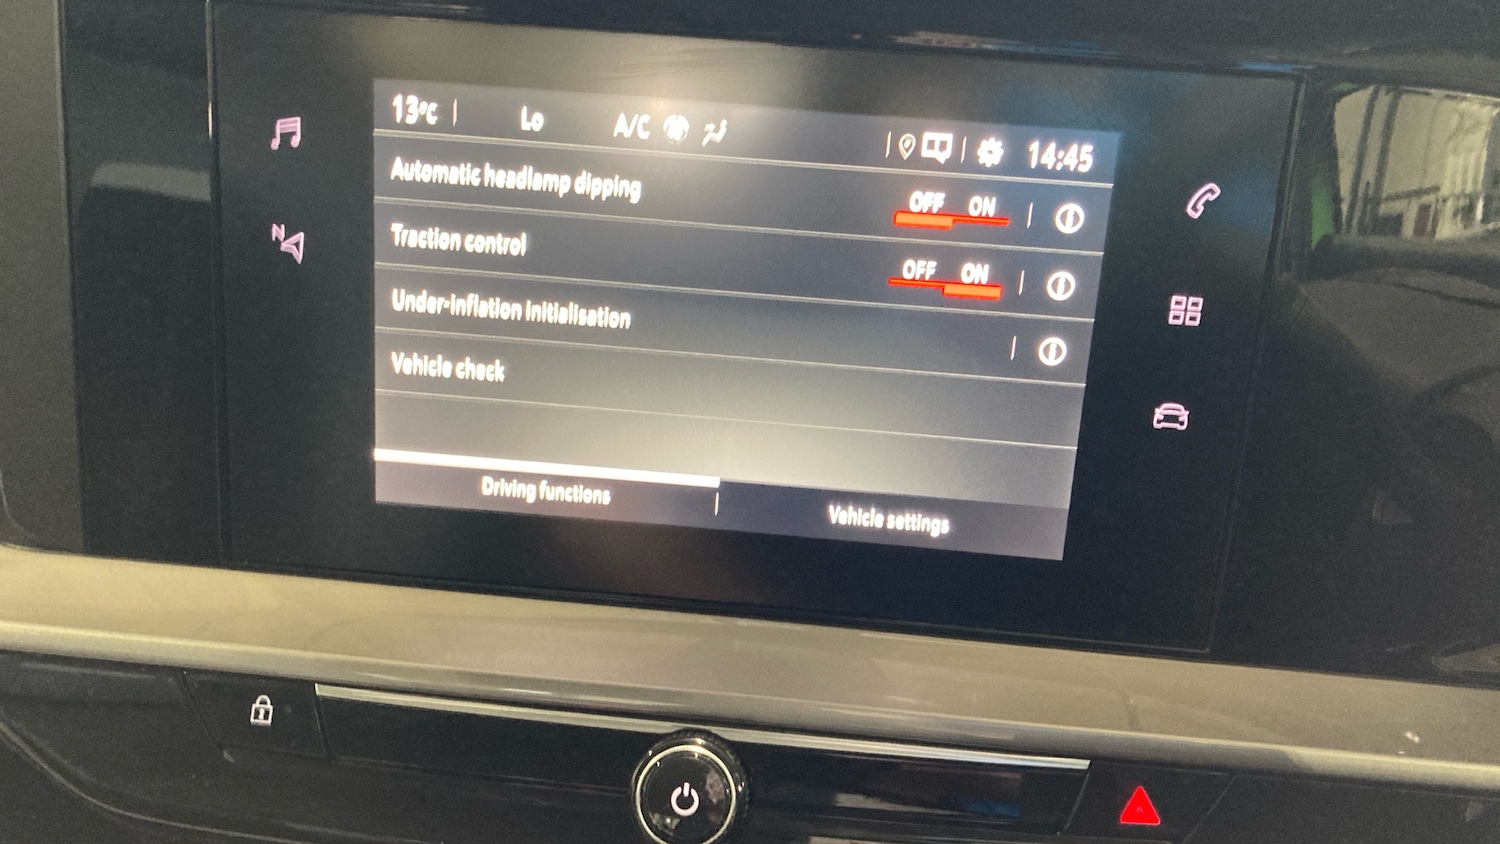 13°C Lo A/C 14:45
Automatic headlamp dipping OFF ON
Traction control OFF ON
Under-inflation initialisation
Vehicle check
Driving functions Vehicle settings
N